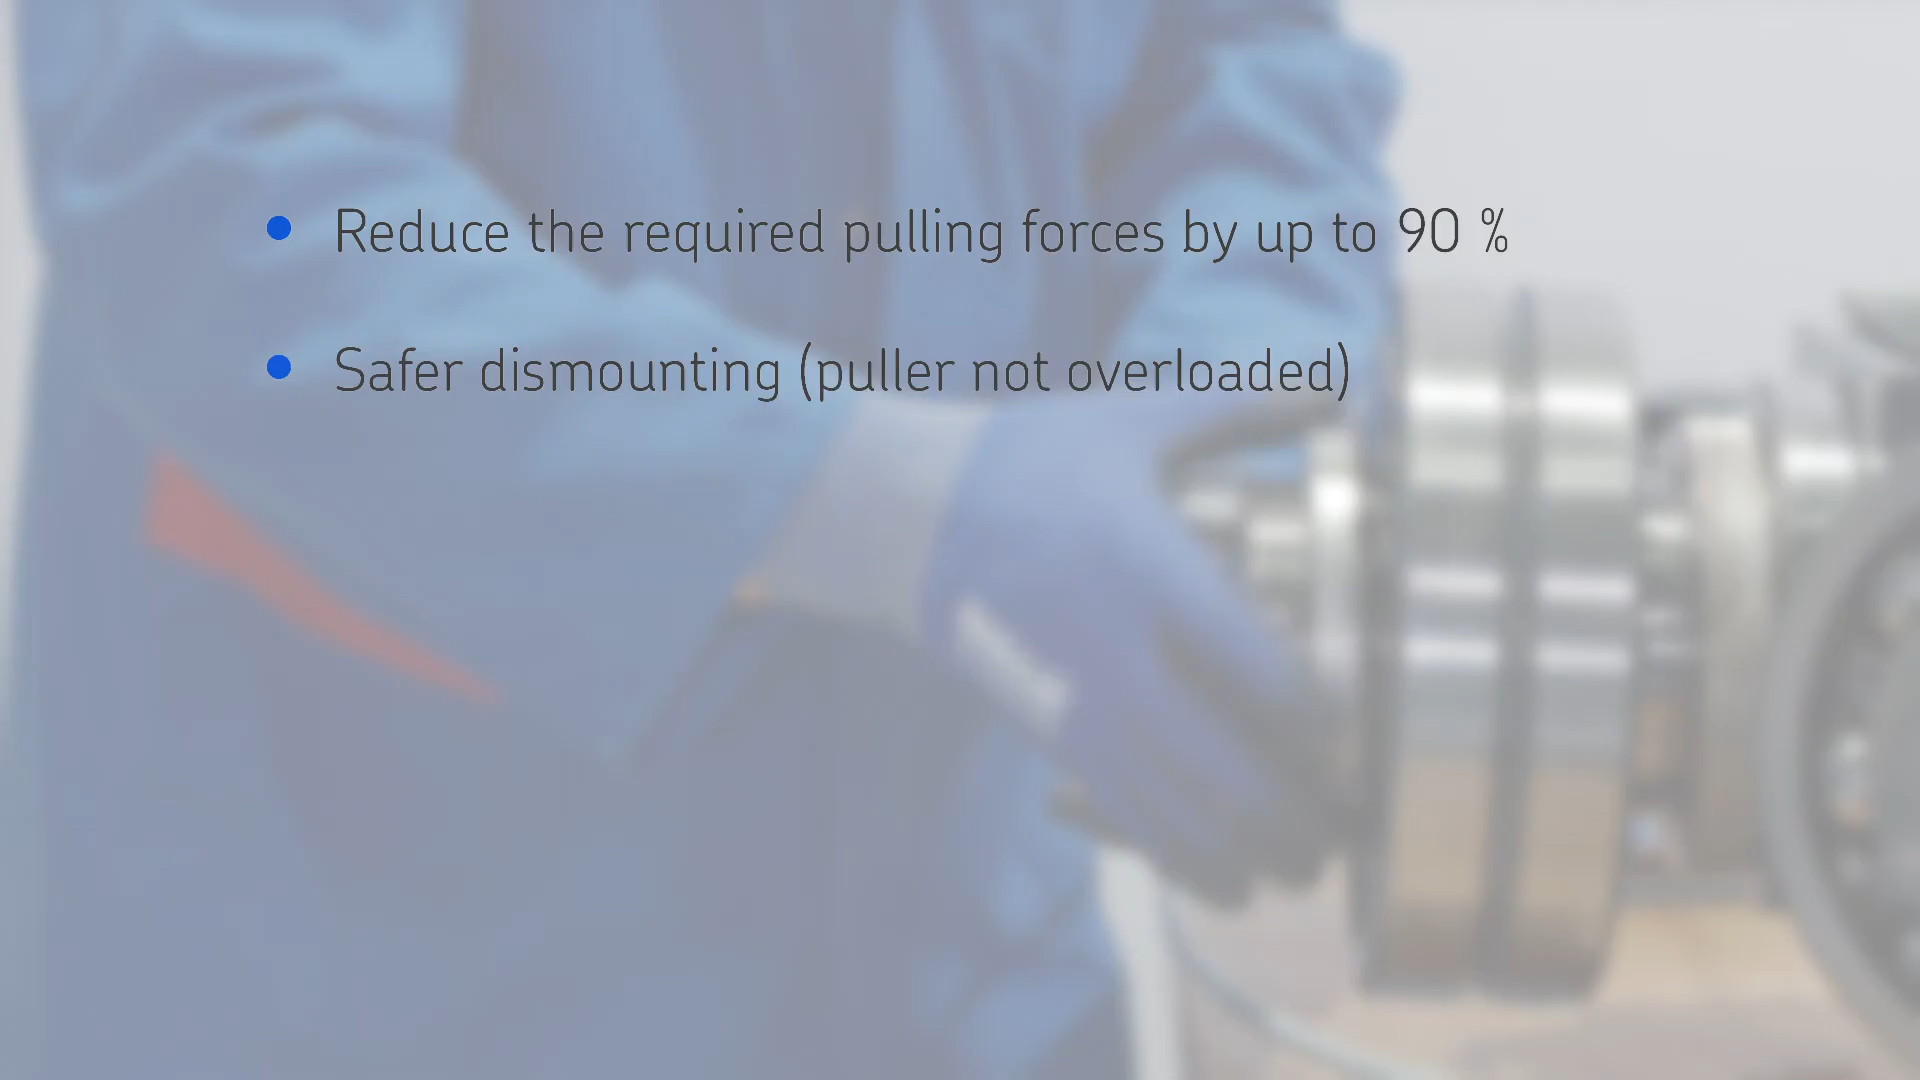 Reduce the required pulling forces by up to 90 %
Safer dismounting (puller not overloaded)